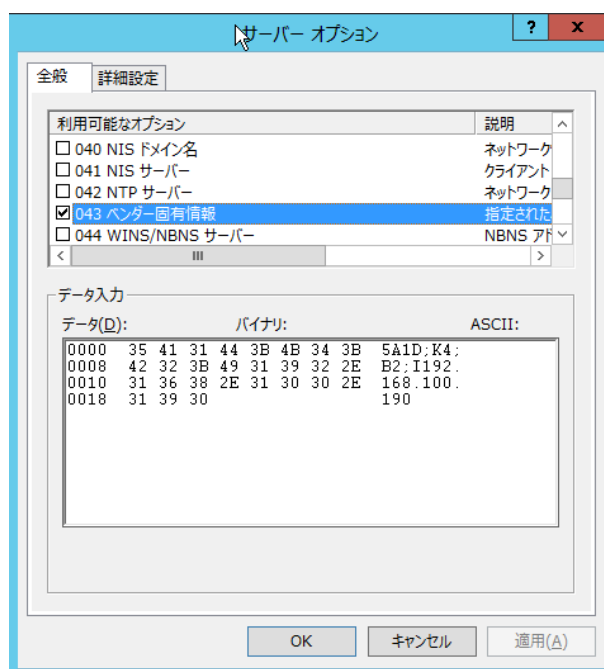 サーバー オプション ? x
全般 詳細設定
利用可能なオプション 説明
040 NIS ドメイン名 ネットワーク
041 NIS サーバー クライアント
042 NTP サーバー ネットワーク
043 ベンダー固有情報 指定された
044 WINS/NBNS サーバー NBNS アド
データ入力
データ(D): バイナリ: ASCII:
0000 35 41 31 44 3B 4B 34 3B 5A1D;K4;
0008 42 32 3B 49 31 39 32 2E B2;I192.
0010 31 36 38 2E 31 30 30 2E 168.100.
0018 31 39 30 190
OK キャンセル 適用(A)